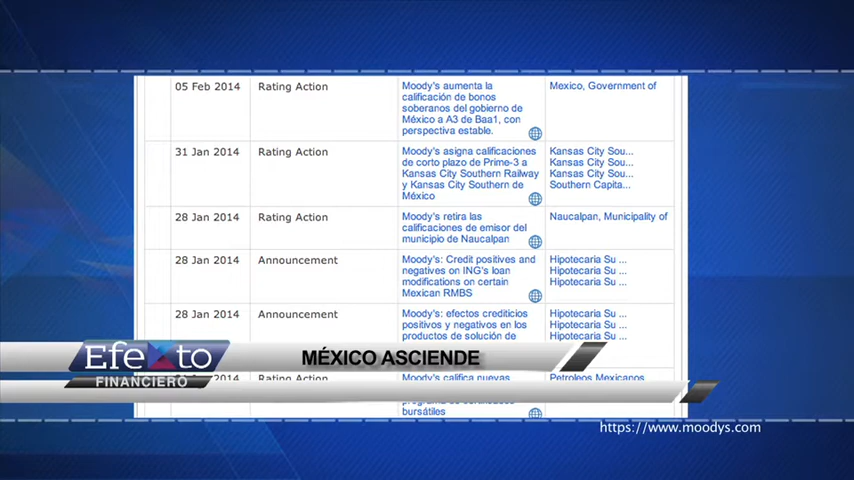 05 Feb 2014 Rating Action Moody's aumenta la Mexico, Government of
calificación de bonos
soberanos del gobierno de
México a A3 de Baa1, con
perspectiva estable.
31 Jan 2014 Rating Action Moody's asigna calificaciones Kansas City Sou...
de corto plazo de Prime-3 a Kansas City Sou...
Kansas City Southern Railway Kansas City Sou...
y Kansas City Southern de Southern Capita...
México
28 Jan 2014 Rating Action Moody's retira las Naucalpan, Municipality of
calificaciones de emisor del
municipio de Naucalpan
28 Jan 2014 Announcement Moody's: Credit positives and Hipotecaria Su ...
negatives on ING's loan Hipotecaria Su ...
modifications on certain Hipotecaria Su ...
Mexican RMBS
28 Jan 2014 Announcement Moody's: efectos crediticios Hipotecaria Su ...
positivos y negativos en los Hipotecaria Su ...
productos de solución de Hipotecaria Su ...
Efekto MÉXICO ASCIENDE
FINANCIERO
2014 Rating Action Moody's califica nuevas Petroleos Mexicanos
bursátiles
https://www.moodys.com